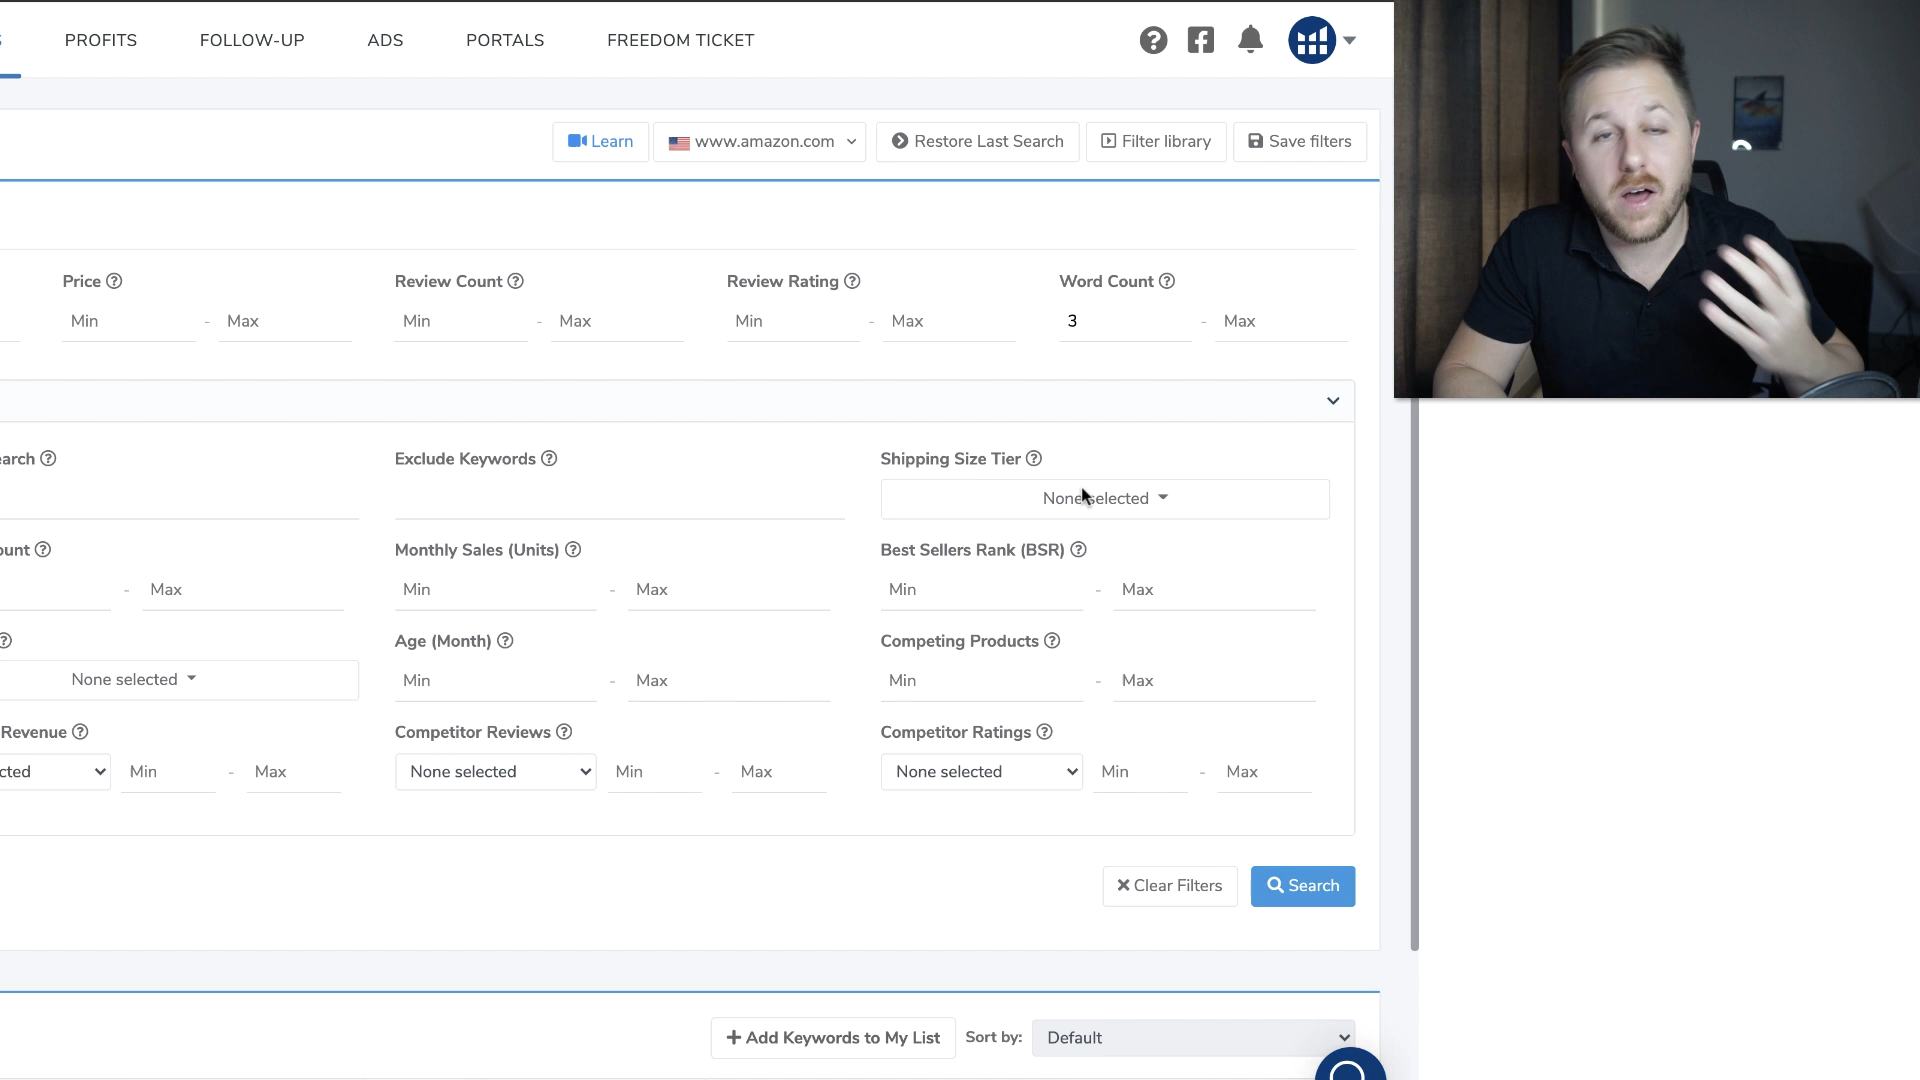 S PROFITS FOLLOW-UP ADS PORTALS FREEDOM TICKET
Learn www.amazon.com Restore Last Search Filter library Save filters
Price Review Count Review Rating Word Count
Min - Max Min - Max Min - Max 3 - Max
earch Exclude Keywords Shipping Size Tier
None selected
ount Monthly Sales (Units) Best Sellers Rank (BSR)
- Max Min - Max Min - Max
Age (Month) Competing Products
None selected Min - Max Min - Max
Revenue Competitor Reviews Competitor Ratings
cted Min - Max None selected Min - Max None selected Min - Max
Clear Filters Search
+ Add Keywords to My List Sort by: Default